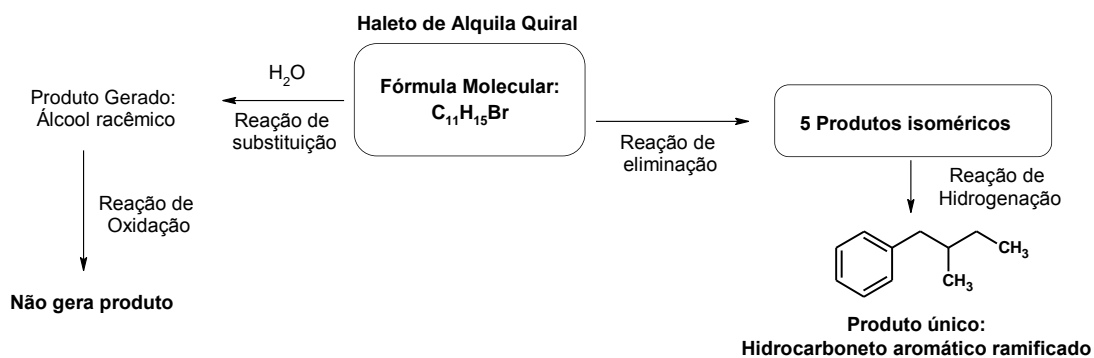 Haleto de Alquila Quiral
H₂O
Produto Gerado:
Álcool racêmico
Reação de
substituição
Fórmula Molecular:
C₁₁H₁₅Br
Reação de
eliminação
5 Produtos isoméricos
Reação de
Oxidação
Reação de
Hidrogenação
CH₃
CH₃
Não gera produto
Produto único:
Hidrocarboneto aromático ramificado